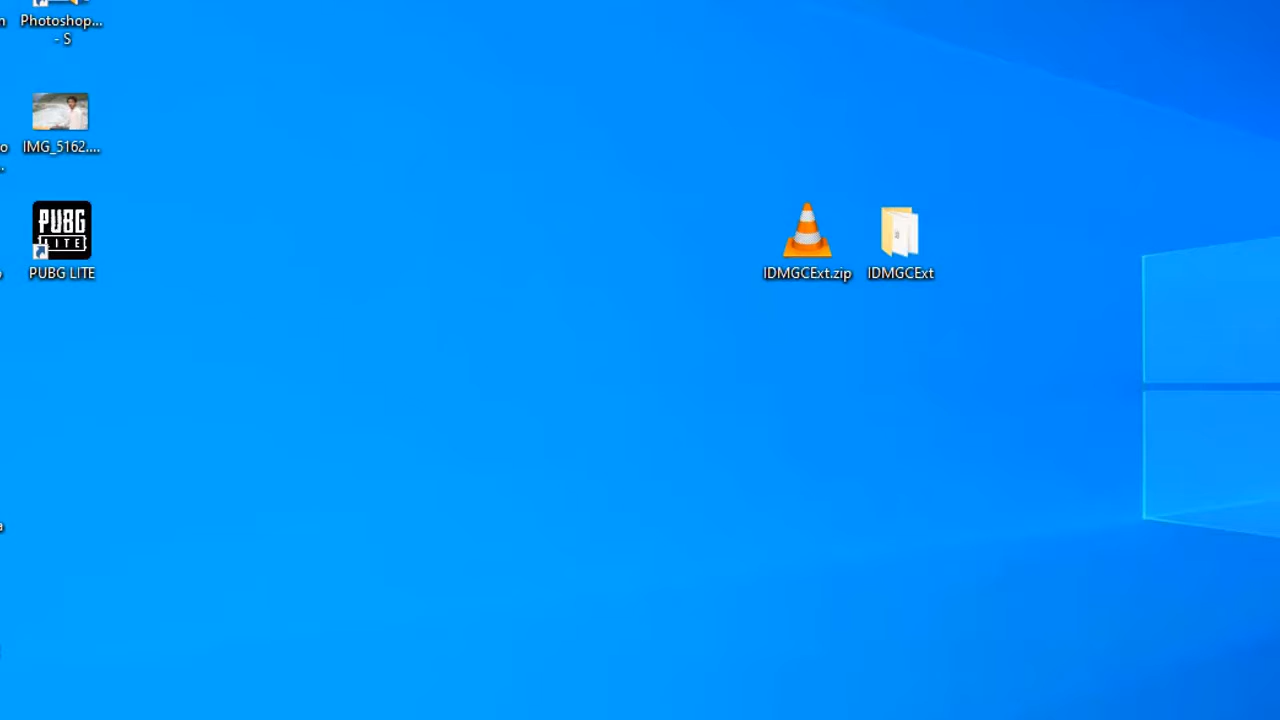 Photoshop...
- S
IMG_5162....
PUBG
LITE
PUBG LITE
IDMGCExt.zip
IDMGCExt